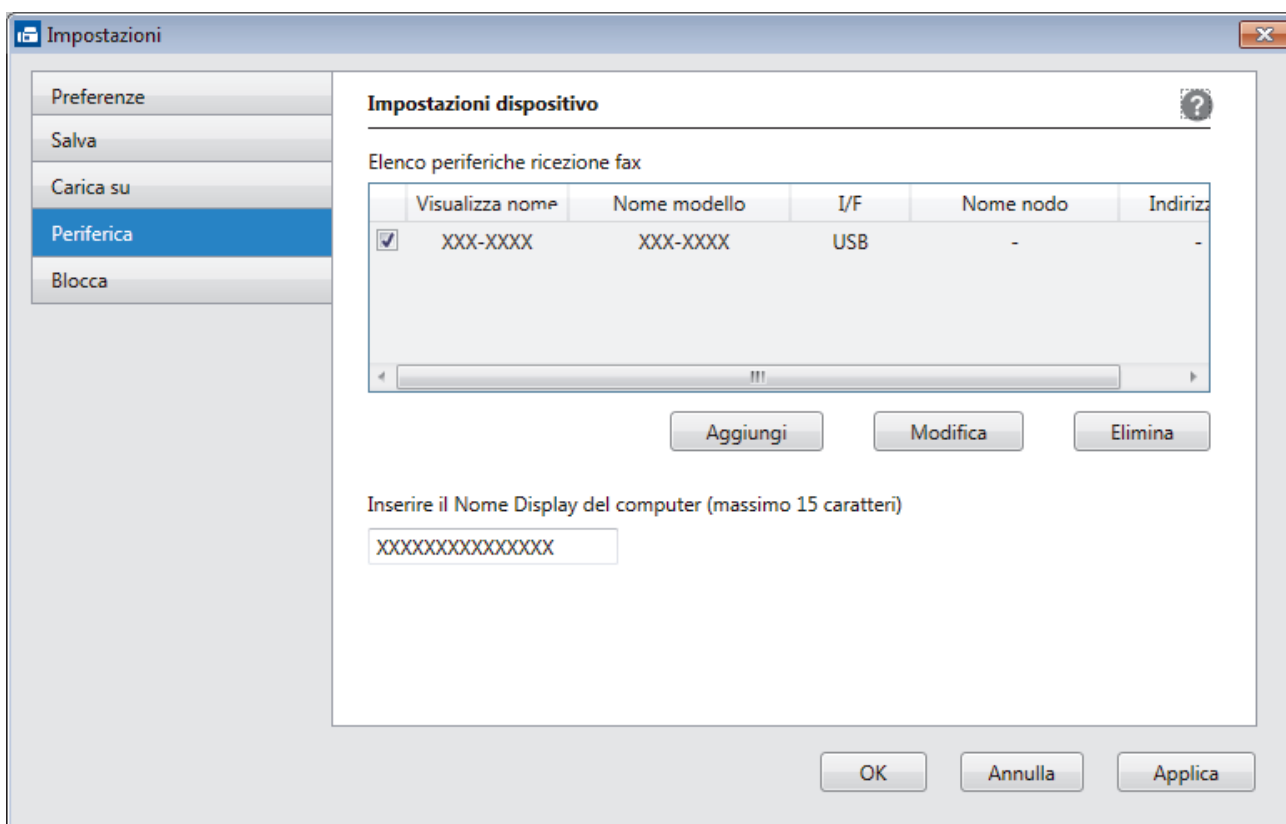 Impostazioni
Preferenze
Salva
Carica su
Periferica
Blocca
Impostazioni dispositivo
?
Elenco periferiche ricezione fax
Visualizza nome Nome modello I/F Nome nodo Indirizz
XXX-XXXX XXX-XXXX USB - -
Aggiungi Modifica Elimina
Inserire il Nome Display del computer (massimo 15 caratteri)
XXXXXXXXXXXXXXX
OK Annulla Applica